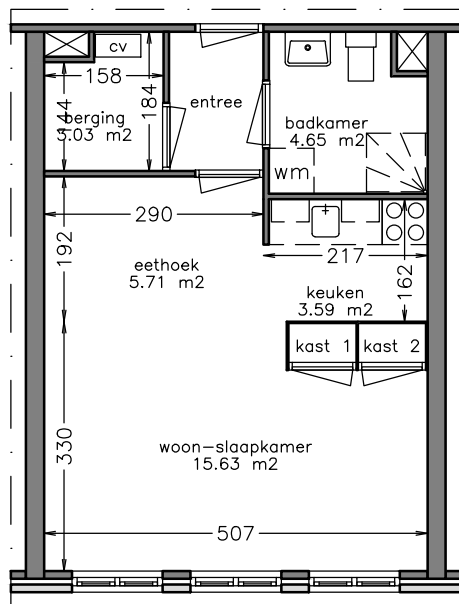 cv
158
144
184
berging
3.03 m2
entree
badkamer
4.65 m2
wm
290
217
192
eethoek
5.71 m2
162
keuken
3.59 m2
kast 1
kast 2
330
woon-slaapkamer
15.63 m2
507